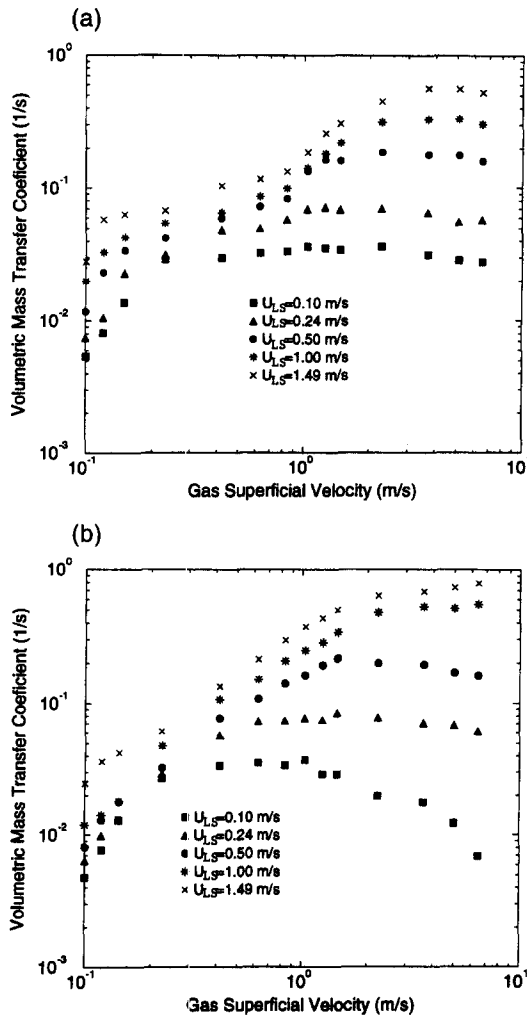 (a)
Volumetric Mass Transfer Coeficient (1/s)
10⁰
10⁻¹
10⁻²
10⁻³
■ U_LS=0.10 m/s
▲ U_LS=0.24 m/s
● U_LS=0.50 m/s
✱ U_LS=1.00 m/s
× U_LS=1.49 m/s
10⁻¹ 10⁰ 10
Gas Superficial Velocity (m/s)
(b)
Volumetric Mass Transfer Coeficient (1/s)
10⁰
10⁻¹
10⁻²
10⁻³
■ U_LS=0.10 m/s
▲ U_LS=0.24 m/s
● U_LS=0.50 m/s
✱ U_LS=1.00 m/s
× U_LS=1.49 m/s
10⁻¹ 10⁰ 10¹
Gas Superficial Velocity (m/s)